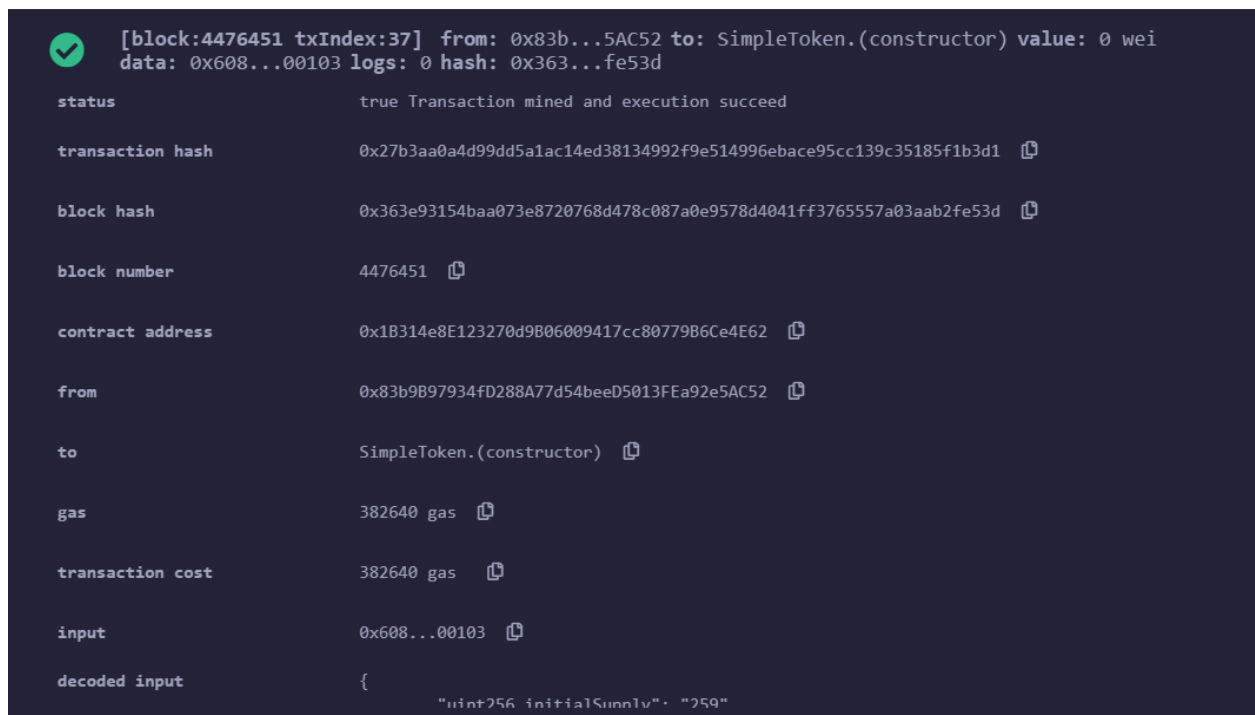 [block:4476451 txIndex:37] from: 0x83b...5AC52 to: SimpleToken.(constructor) value: 0 wei
data: 0x608...00103 logs: 0 hash: 0x363...fe53d
status true Transaction mined and execution succeed
transaction hash 0x27b3aa0a4d99dd5a1ac14ed38134992f9e514996ebace95cc139c35185f1b3d1
block hash 0x363e93154baa073e8720768d478c087a0e9578d4041ff3765557a03aab2fe53d
block number 4476451
contract address 0x1B314e8E123270d9B06009417cc80779B6Ce4E62
from 0x83b9B97934fD288A77d54beeD5013FEa92e5AC52
to SimpleToken.(constructor)
gas 382640 gas
transaction cost 382640 gas
input 0x608...00103
decoded input {
"uint256 initialSupply": "259"